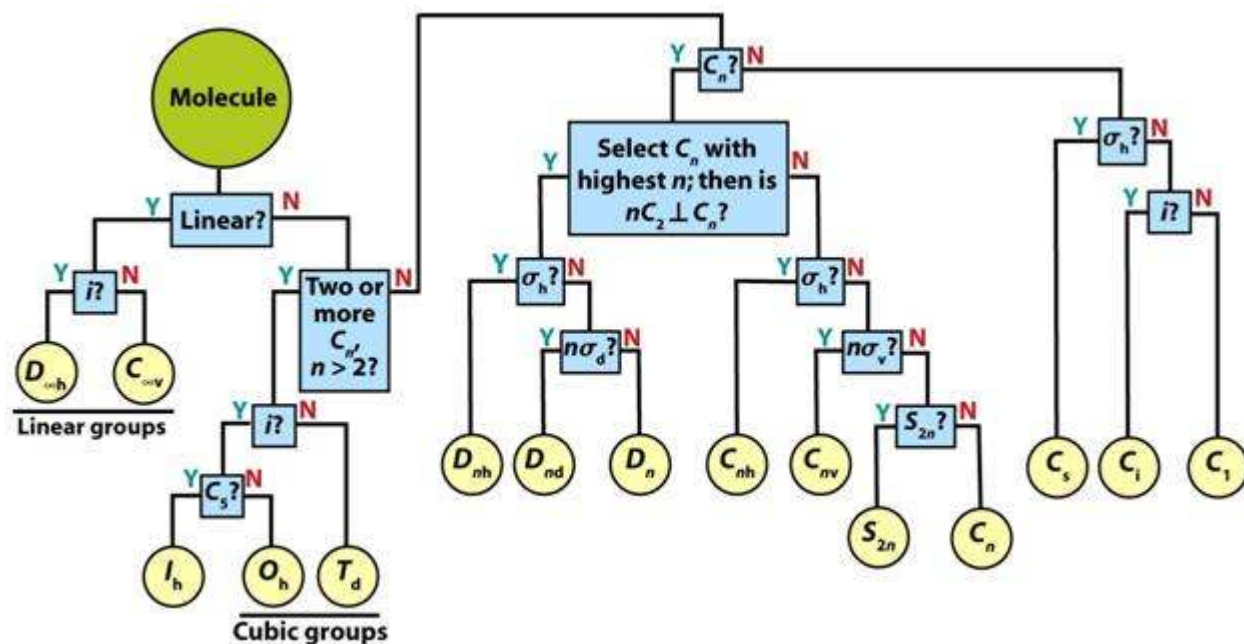 Molecule
Linear?
Y
N
i?
Y
N
D∞h
C∞v
Linear groups
Two or
more
Cn,
n > 2?
Y
N
i?
Y
N
C5?
Y
N
Ih
Oh
Td
Cubic groups
Cn?
Y
N
Select Cn with
highest n; then is
nC2 ⊥ Cn?
Y
N
σh?
Y
N
nσd?
Y
N
Dnh
Dnd
Dn
σh?
Y
N
nσv?
Y
N
S2n?
Y
N
Cnh
Cnv
S2n
Cn
σh?
Y
N
i?
Y
N
Cs
Ci
C1